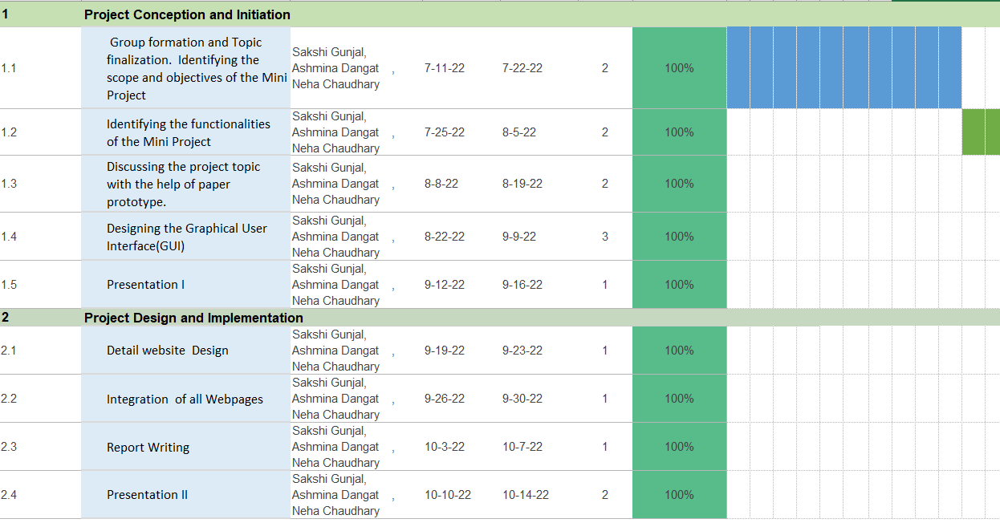 1 Project Conception and Initiation
1.1 Group formation and Topic finalization. Identifying the scope and objectives of the Mini Project Sakshi Gunjal, Ashmina Dangat , Neha Chaudhary 7-11-22 7-22-22 2 100%
1.2 Identifying the functionalities of the Mini Project Sakshi Gunjal, Ashmina Dangat , Neha Chaudhary 7-25-22 8-5-22 2 100%
1.3 Discussing the project topic with the help of paper prototype. Sakshi Gunjal, Ashmina Dangat , Neha Chaudhary 8-8-22 8-19-22 2 100%
1.4 Designing the Graphical User Interface(GUI) Sakshi Gunjal, Ashmina Dangat , Neha Chaudhary 8-22-22 9-9-22 3 100%
1.5 Presentation I Sakshi Gunjal, Ashmina Dangat , Neha Chaudhary 9-12-22 9-16-22 1 100%
2 Project Design and Implementation
2.1 Detail website Design Sakshi Gunjal, Ashmina Dangat , Neha Chaudhary 9-19-22 9-23-22 1 100%
2.2 Integration of all Webpages Sakshi Gunjal, Ashmina Dangat , Neha Chaudhary 9-26-22 9-30-22 1 100%
2.3 Report Writing Sakshi Gunjal, Ashmina Dangat , Neha Chaudhary 10-3-22 10-7-22 1 100%
2.4 Presentation II Sakshi Gunjal, Ashmina Dangat , Neha Chaudhary 10-10-22 10-14-22 2 100%